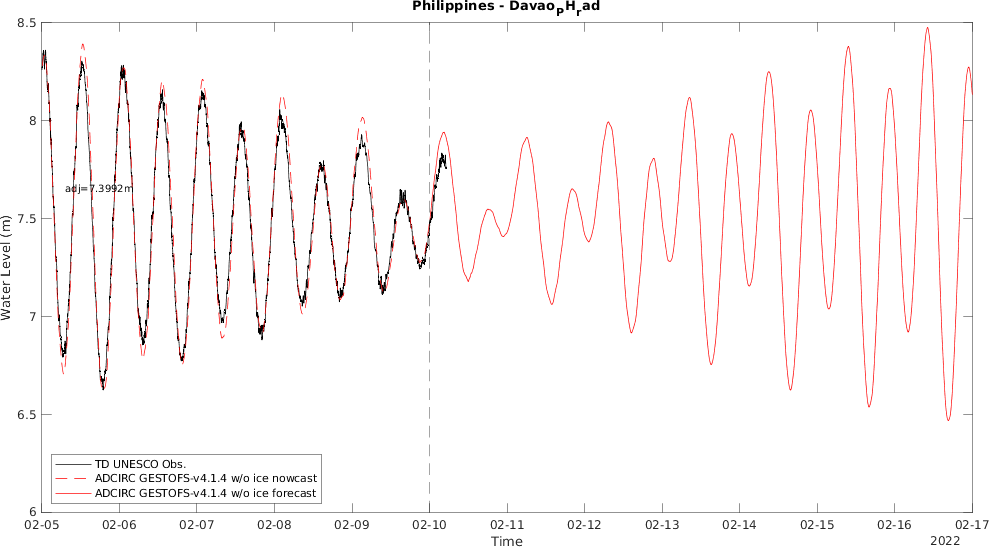 Philippines - Davao_pH_rad
8.5
8
7.5
7
6.5
6
Water Level (m)
adj=7.3992m
TD UNESCO Obs.
ADCIRC GESTOFS-v4.1.4 w/o ice nowcast
ADCIRC GESTOFS-v4.1.4 w/o ice forecast
02-05 02-06 02-07 02-08 02-09 02-10 02-11 02-12 02-13 02-14 02-15 02-16 02-17
Time
2022